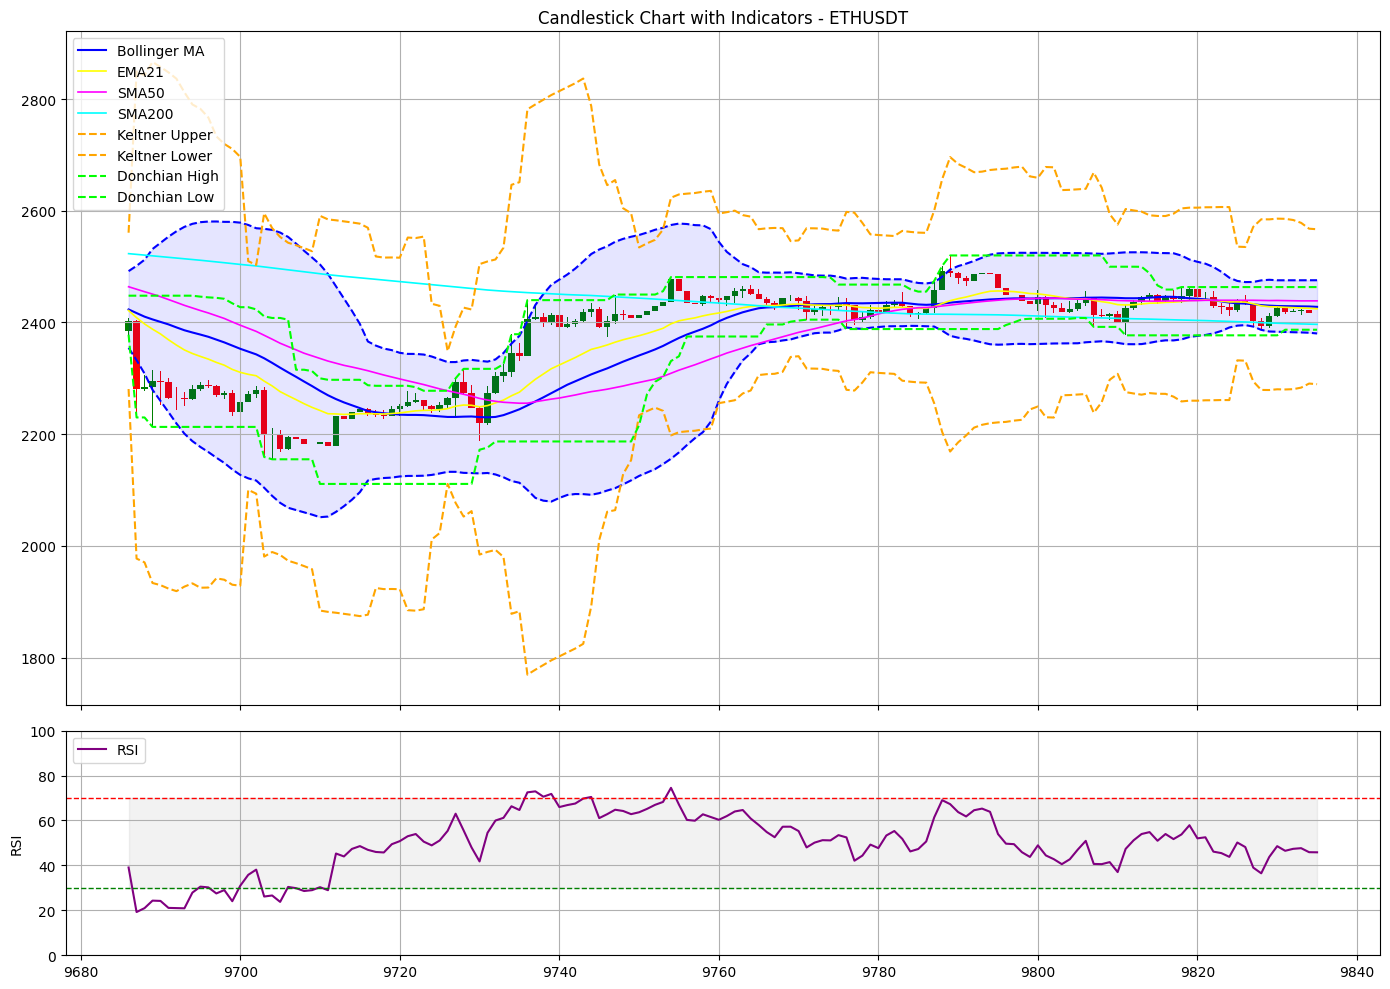 Candlestick Chart with Indicators - ETHUSDT
Bollinger MA
EMA21
SMA50
SMA200
Keltner Upper
Keltner Lower
Donchian High
Donchian Low
2800
2600
2400
2200
2000
1800
RSI
100
80
60
40
20
0
RSI
9680
9700
9720
9740
9760
9780
9800
9820
9840